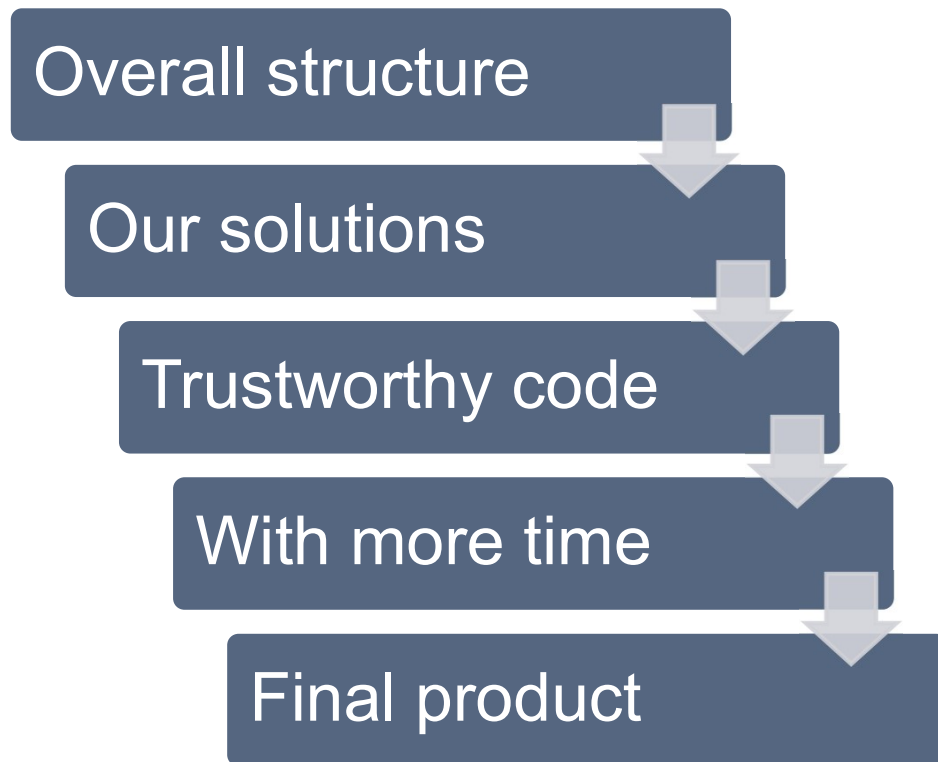 Overall structure
Our solutions
Trustworthy code
With more time
Final product